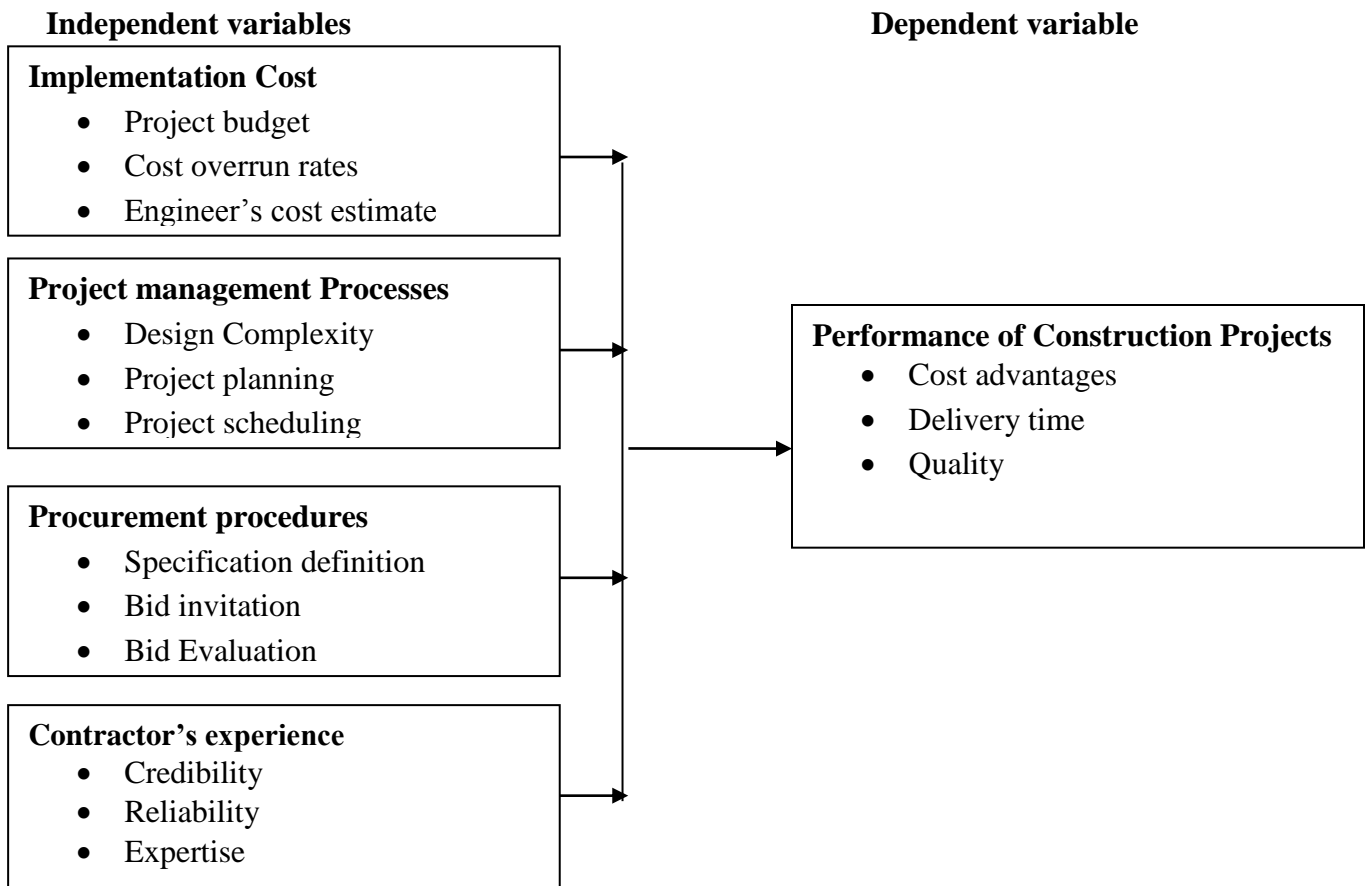 Independent variables
Dependent variable
Implementation Cost
• Project budget
• Cost overrun rates
• Engineer’s cost estimate
Project management Processes
• Design Complexity
• Project planning
• Project scheduling
Procurement procedures
• Specification definition
• Bid invitation
• Bid Evaluation
Contractor’s experience
• Credibility
• Reliability
• Expertise
Performance of Construction Projects
• Cost advantages
• Delivery time
• Quality